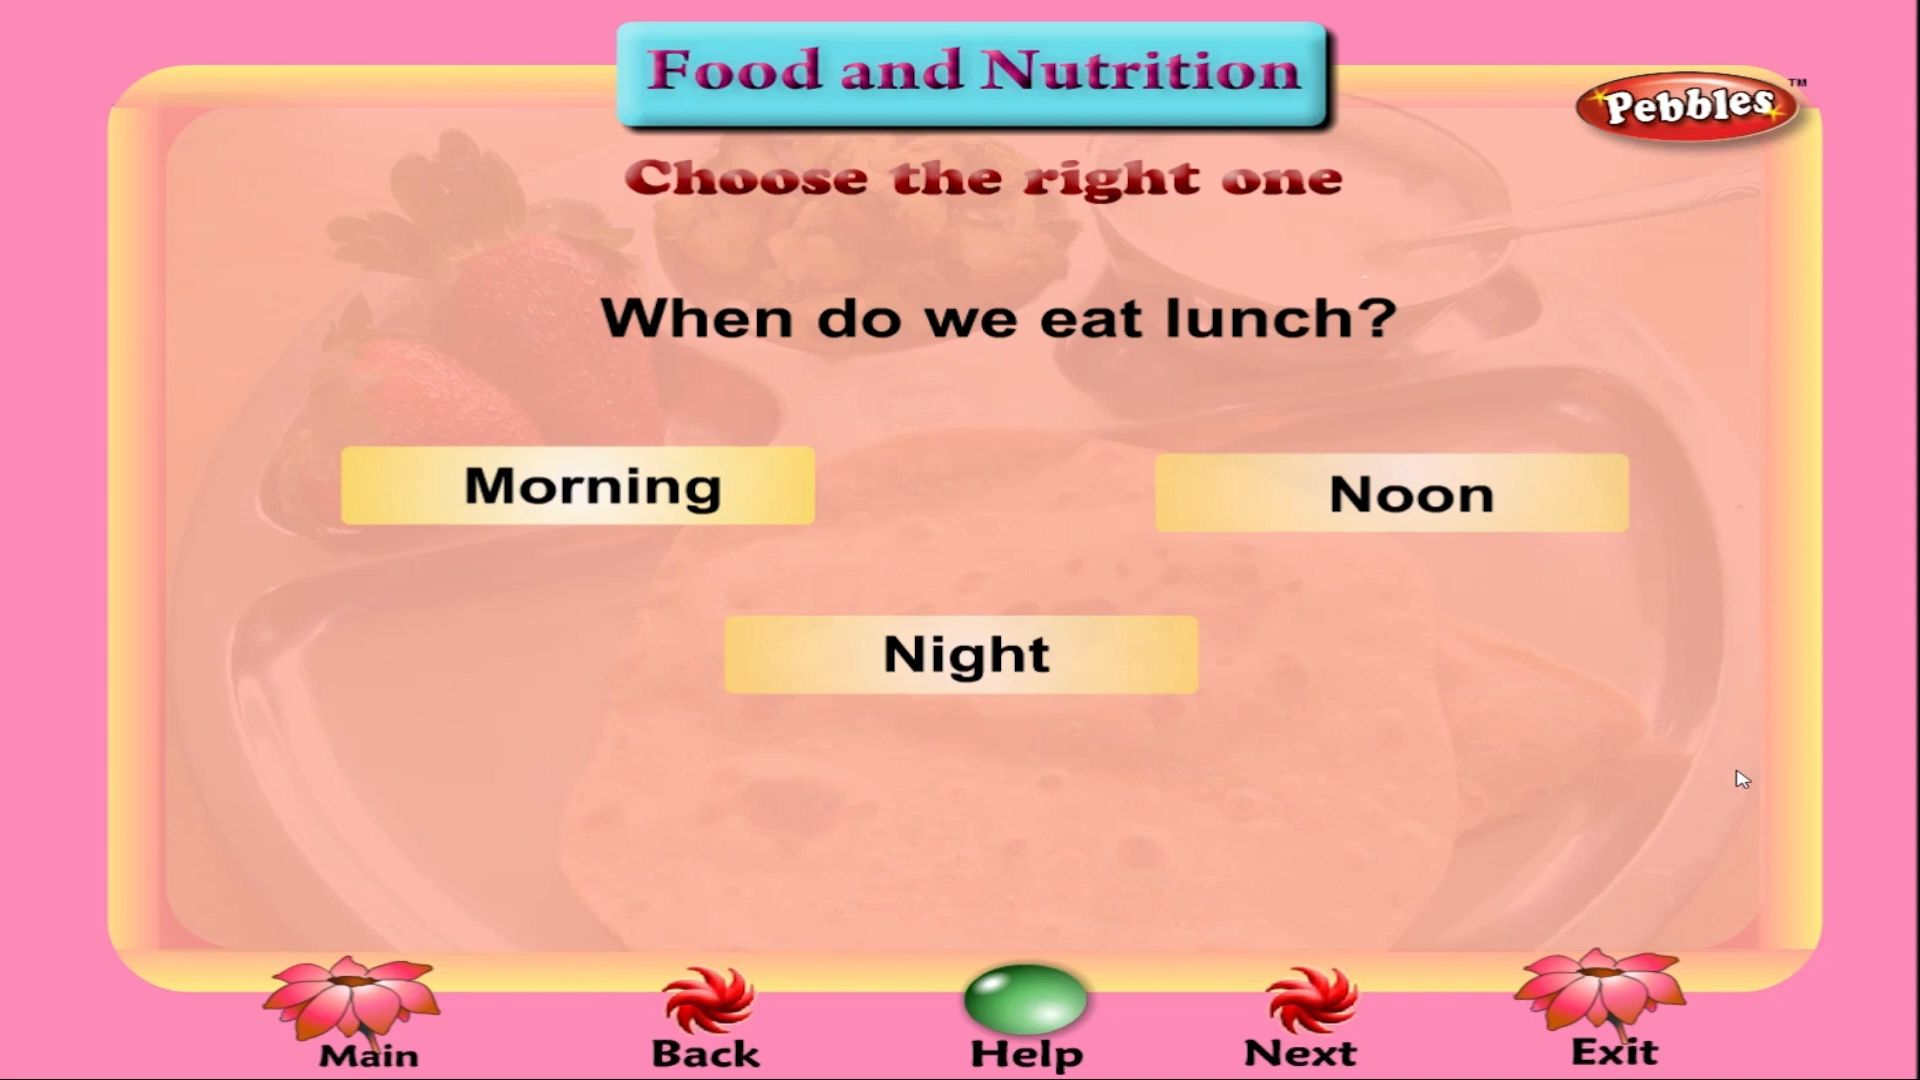 Food and Nutrition
Pebbles™
Choose the right one
When do we eat lunch?
Morning
Noon
Night
Main
Back
Help
Next
Exit